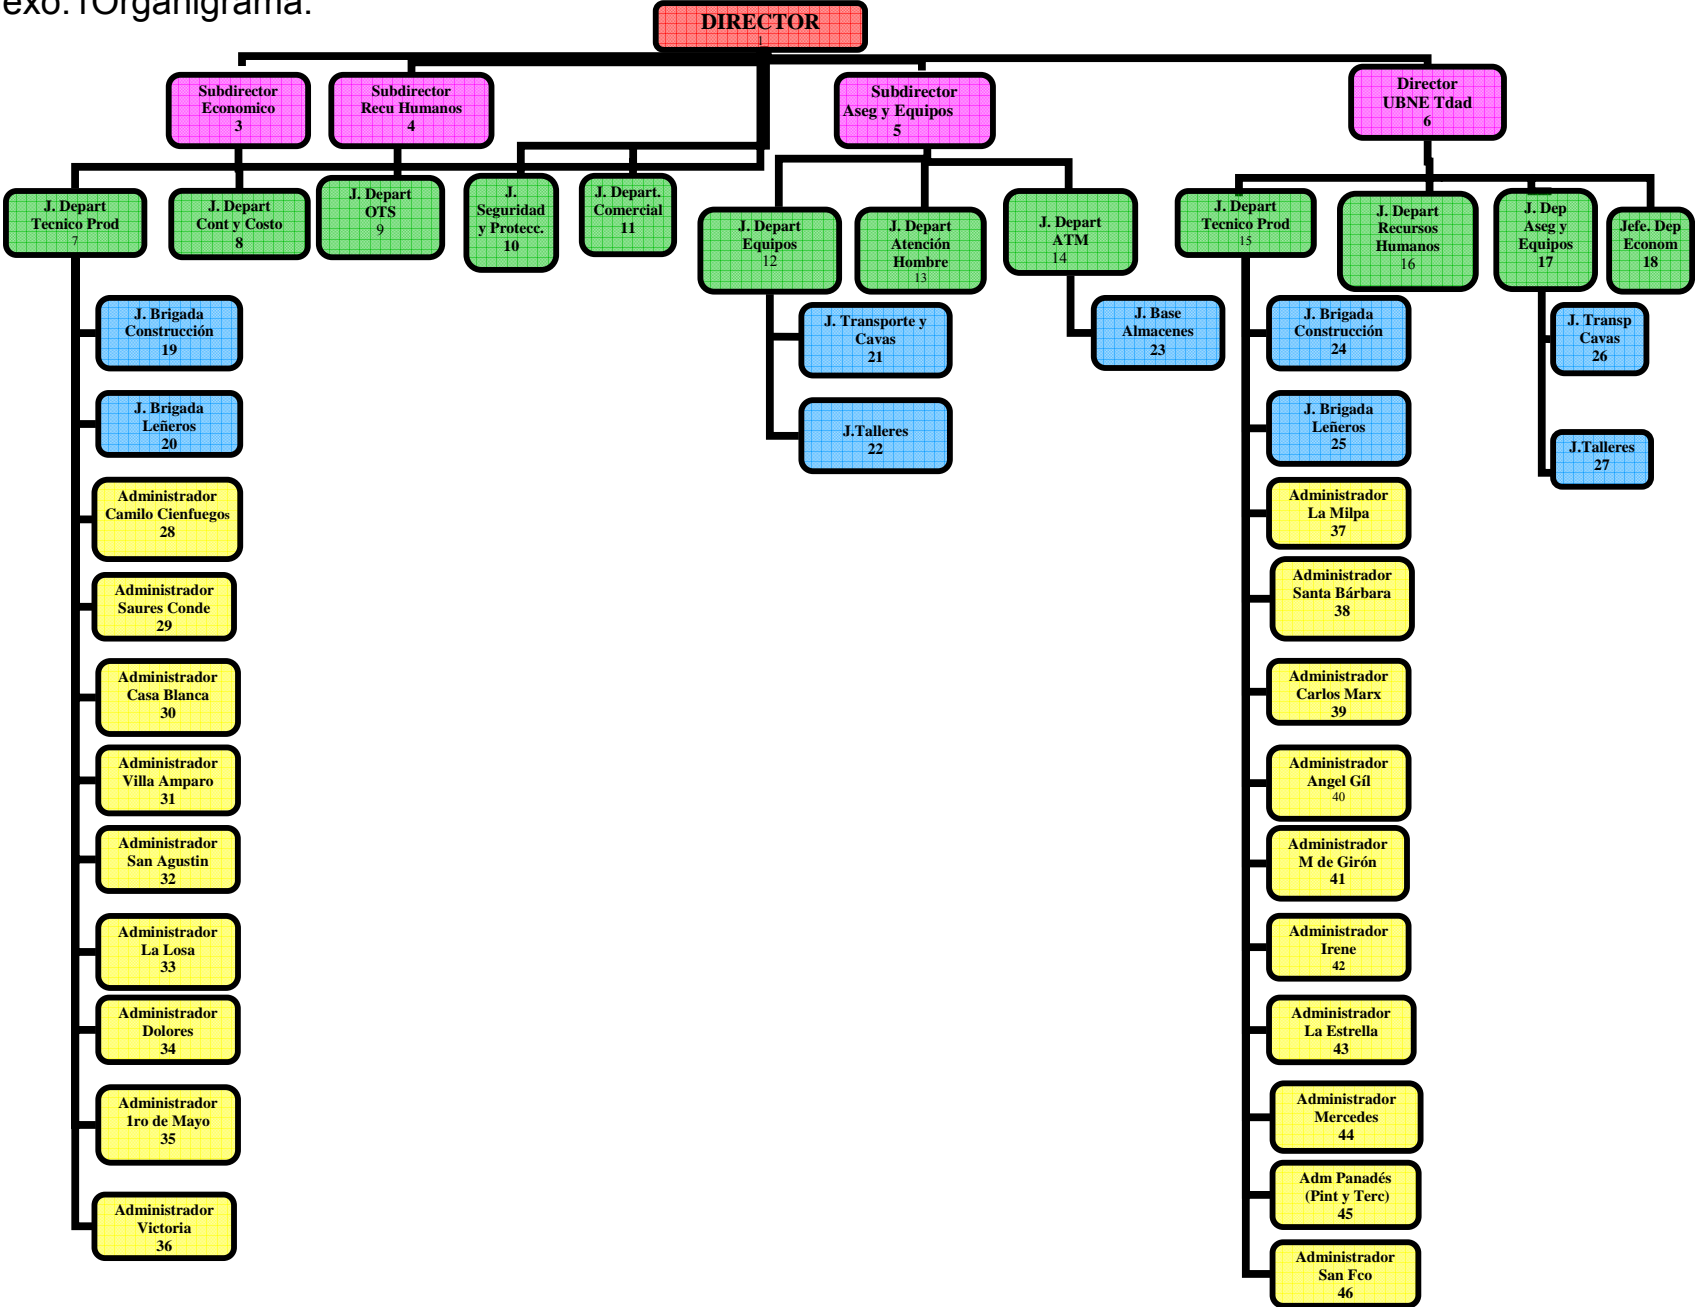 exo.1Organigrama.
DIRECTOR
1
Subdirector
Economico
3
Subdirector
Recu Humanos
4
Subdirector
Aseg y Equipos
5
Director
UBNE Tdad
6
J. Depart
Tecnico Prod
7
J. Depart
Cont y Costo
8
J. Depart
OTS
9
J.
Seguridad
y Protecc.
10
J. Depart.
Comercial
11
J. Depart
Equipos
12
J. Depart
Atención
Hombre
13
J. Depart
ATM
14
J. Depart
Tecnico Prod
15
J. Depart
Recursos
Humanos
16
J. Dep
Aseg y
Equipos
17
Jefe. Dep
Econom
18
J. Brigada
Construcción
19
J. Brigada
Leñeros
20
J. Transporte y
Cavas
21
J.Talleres
22
J. Base
Almacenes
23
J. Brigada
Construcción
24
J. Brigada
Leñeros
25
J. Transp
Cavas
26
J.Talleres
27
Administrador
Camilo Cienfuegos
28
Administrador
Saures Conde
29
Administrador
Casa Blanca
30
Administrador
Villa Amparo
31
Administrador
San Agustin
32
Administrador
La Losa
33
Administrador
Dolores
34
Administrador
1ro de Mayo
35
Administrador
Victoria
36
Administrador
La Milpa
37
Administrador
Santa Bárbara
38
Administrador
Carlos Marx
39
Administrador
Angel Gíl
40
Administrador
M de Girón
41
Administrador
Irene
42
Administrador
La Estrella
43
Administrador
Mercedes
44
Adm Panadés
(Pint y Terc)
45
Administrador
San Fco
46